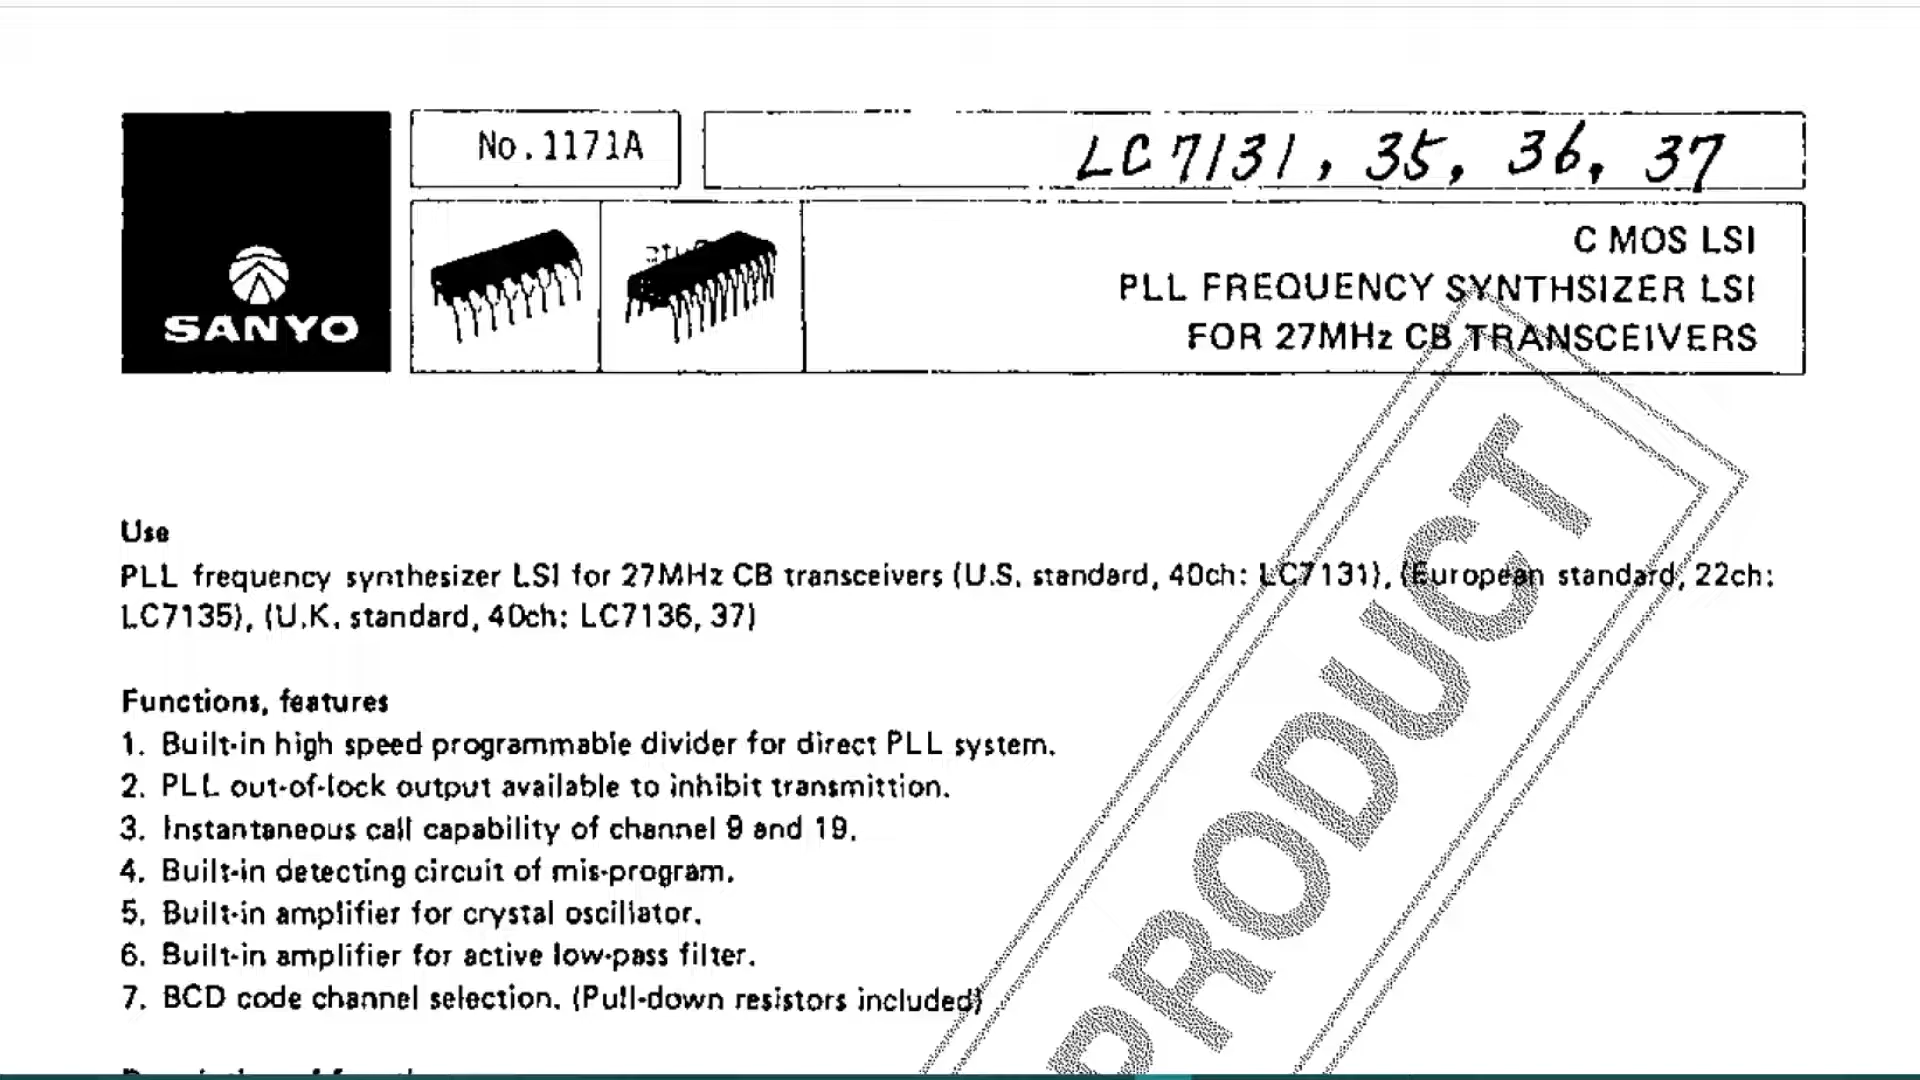 No.1171A
LC7131, 35, 36, 37
SANYO
C MOS LSI
PLL FREQUENCY SYNTHSIZER LSI
FOR 27MHz CB TRANSCEIVERS
Use
PLL frequency synthesizer LSI for 27MHz CB transceivers (U.S. standard, 40ch: LC7131), (European standard, 22ch:
LC7135), (U.K. standard, 40ch: LC7136, 37)
Functions, features
1. Built-in high speed programmable divider for direct PLL system.
2. PLL out-of-lock output available to inhibit transmittion.
3. Instantaneous call capability of channel 9 and 19.
4. Built-in detecting circuit of mis-program.
5. Built-in amplifier for crystal oscillator.
6. Built-in amplifier for active low-pass filter.
7. BCD code channel selection. (Pull-down resistors included)
PRODUCT